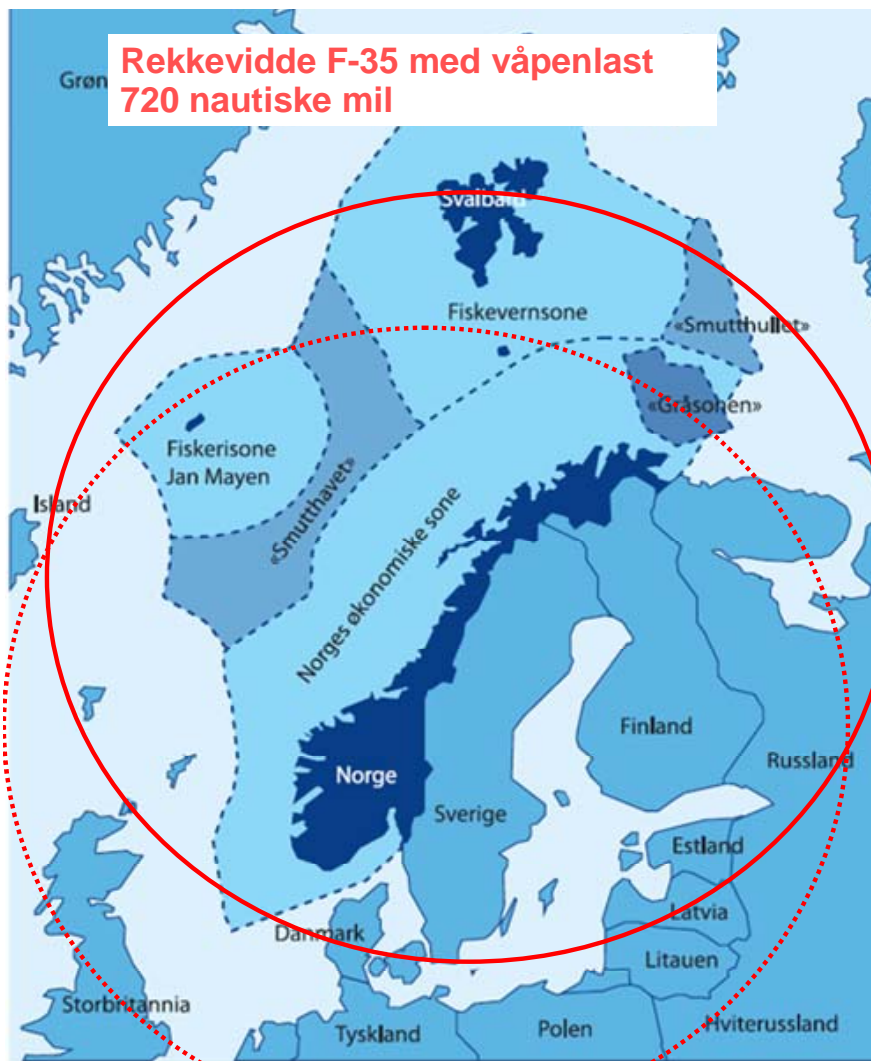 Rekkevidde F-35 med våpenlast
720 nautiske mil
Grøn
Svalbard
Fiskevernsone
«Smutthullet»
«Gråsonen»
Fiskerisone
Jan Mayen
«Smutthavet»
Island
Norges økonomiske sone
Finland
Russland
Norge
Sverige
Estland
Latvia
Danmark
Litauen
Storbritannia
Tyskland
Polen
Hviterussland